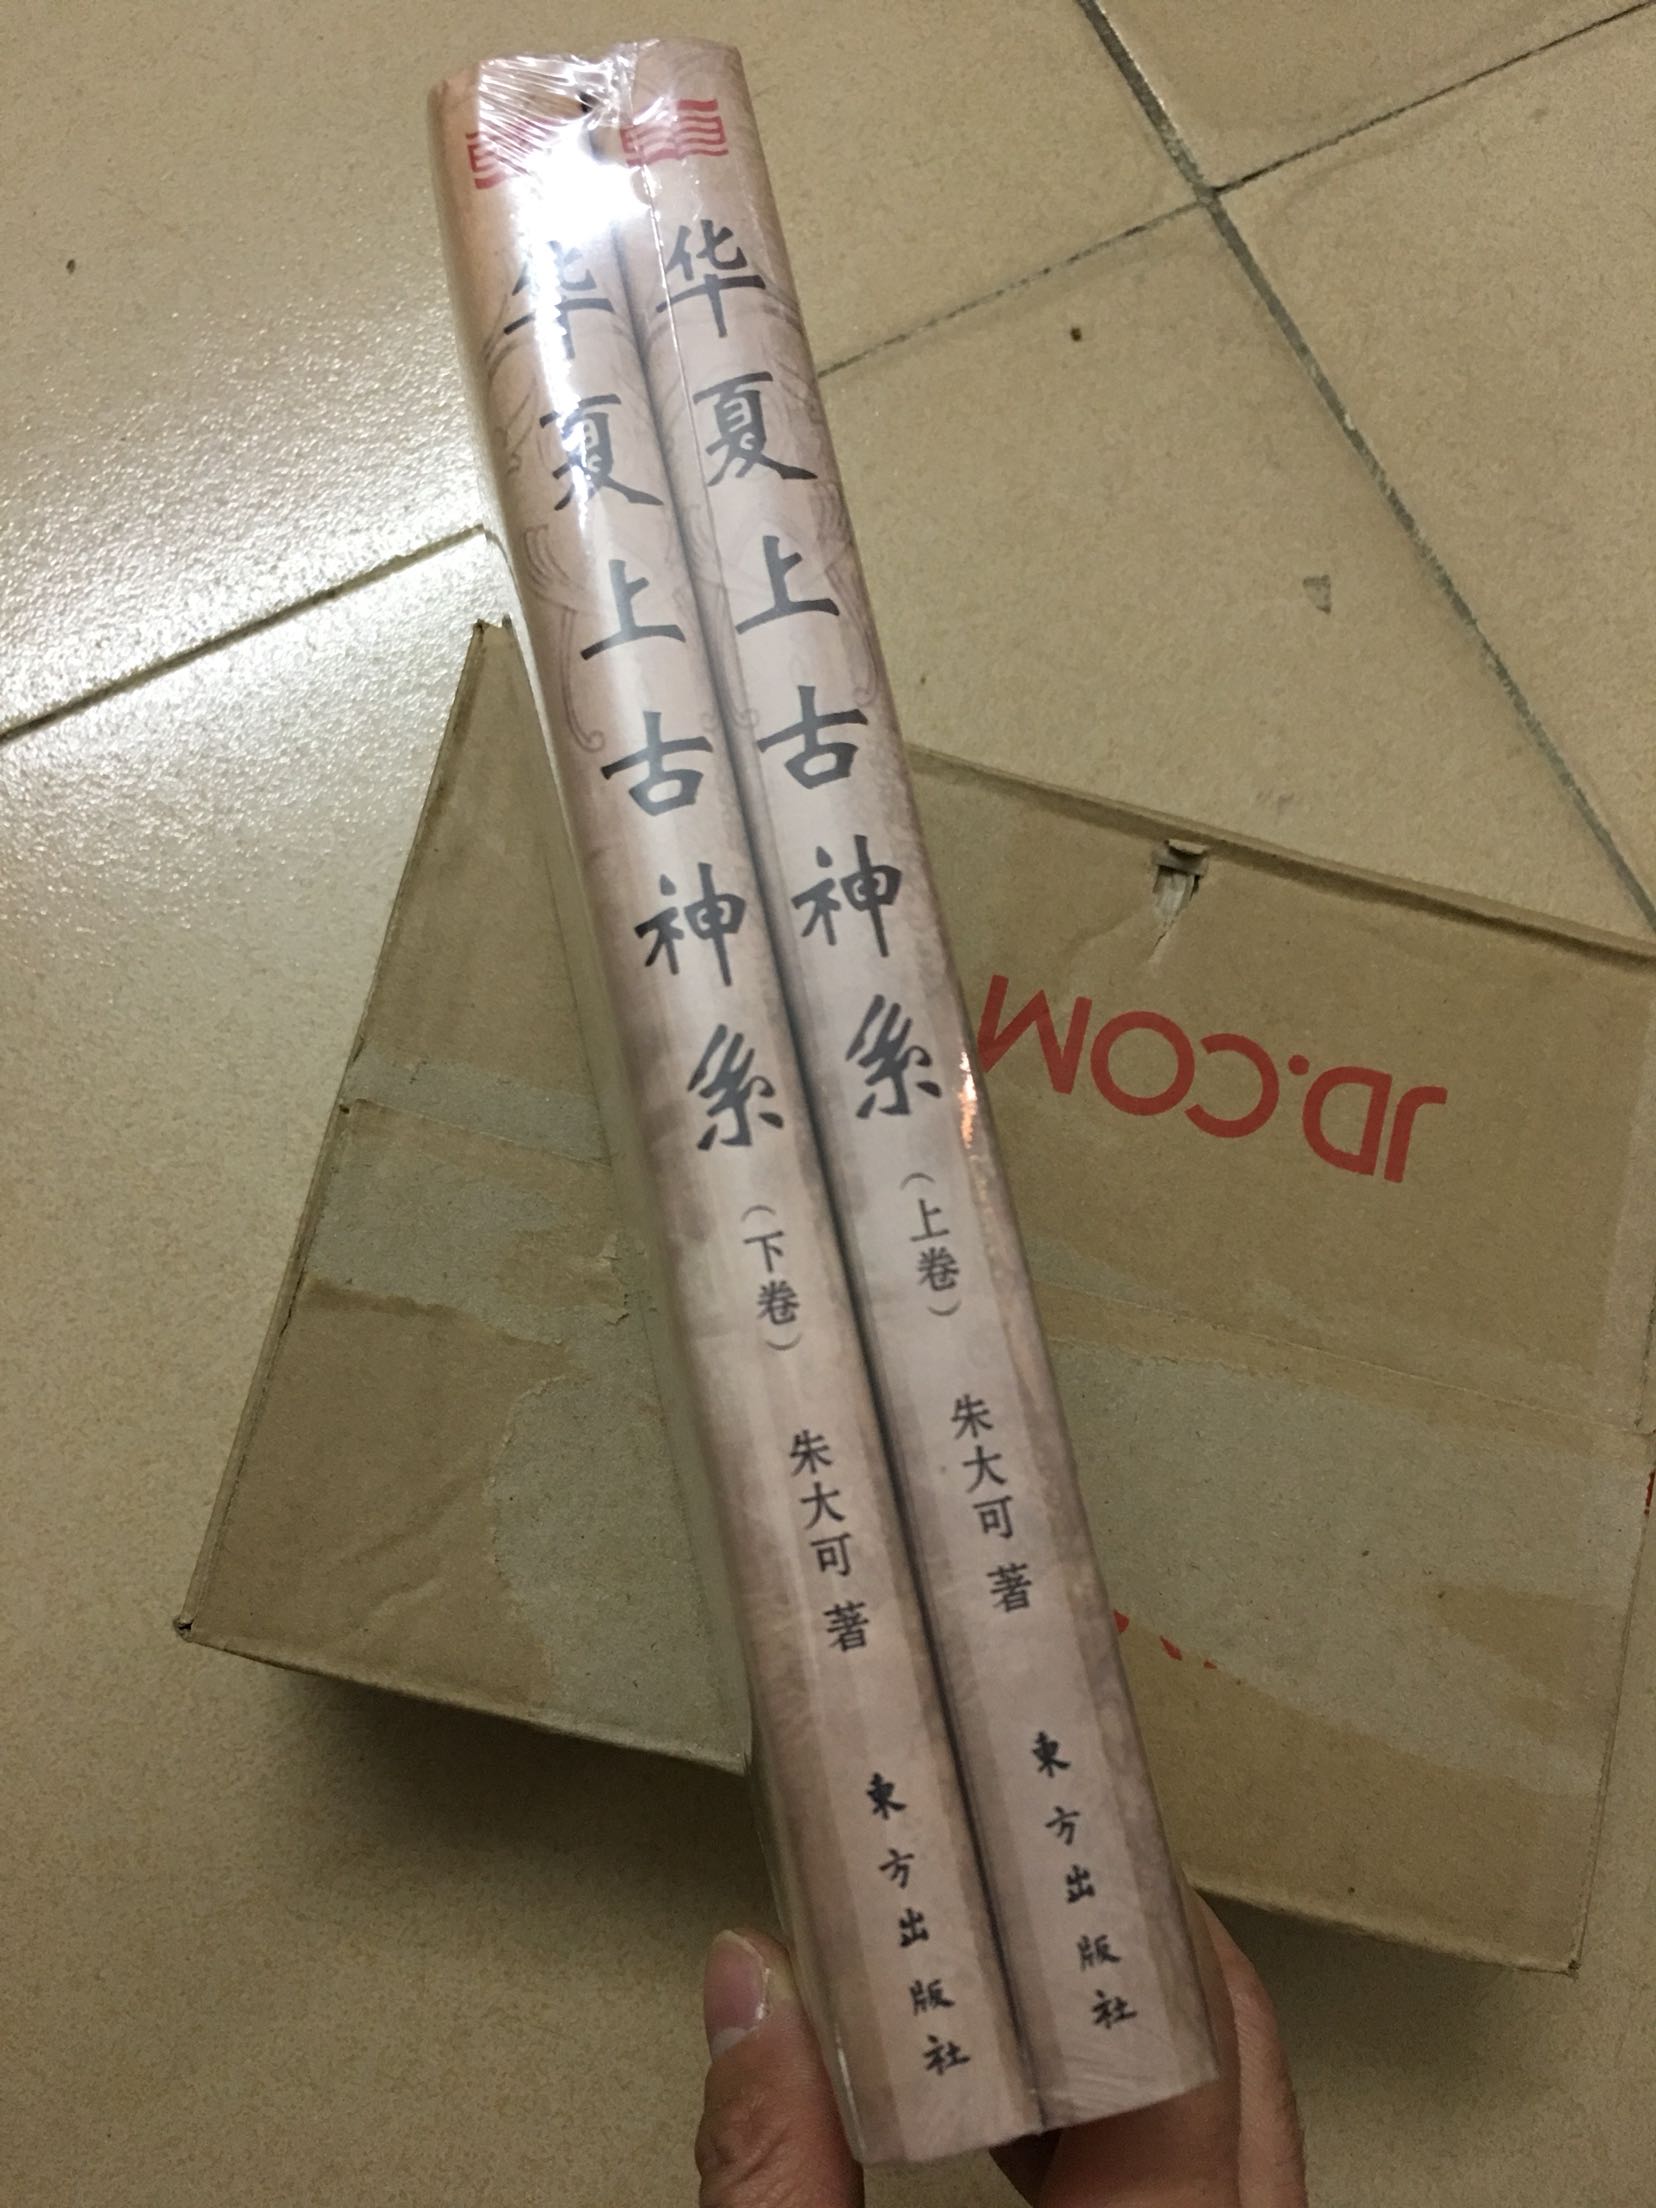 华夏上古神系
（下卷）
朱大可 著
東方出版社
华夏上古神系
（上卷）
朱大可 著
東方出版社
JD.COM